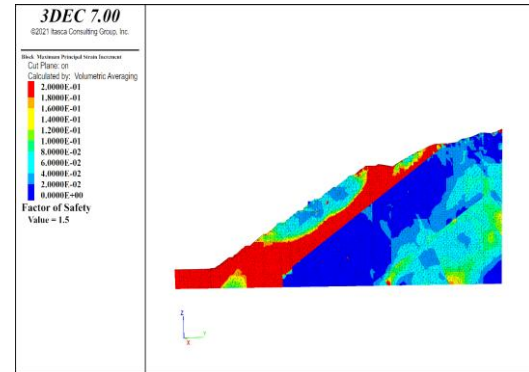 3DEC 7.00
©2021 Itasca Consulting Group, Inc.
Block Maximum Principal Strain Increment
Cut Plane: on
Calculated by: Volumetric Averaging
2.0000E-01
1.8000E-01
1.6000E-01
1.4000E-01
1.2000E-01
1.0000E-01
8.0000E-02
6.0000E-02
4.0000E-02
2.0000E-02
0.0000E+00
Factor of Safety
Value = 1.5
Z
Y
X